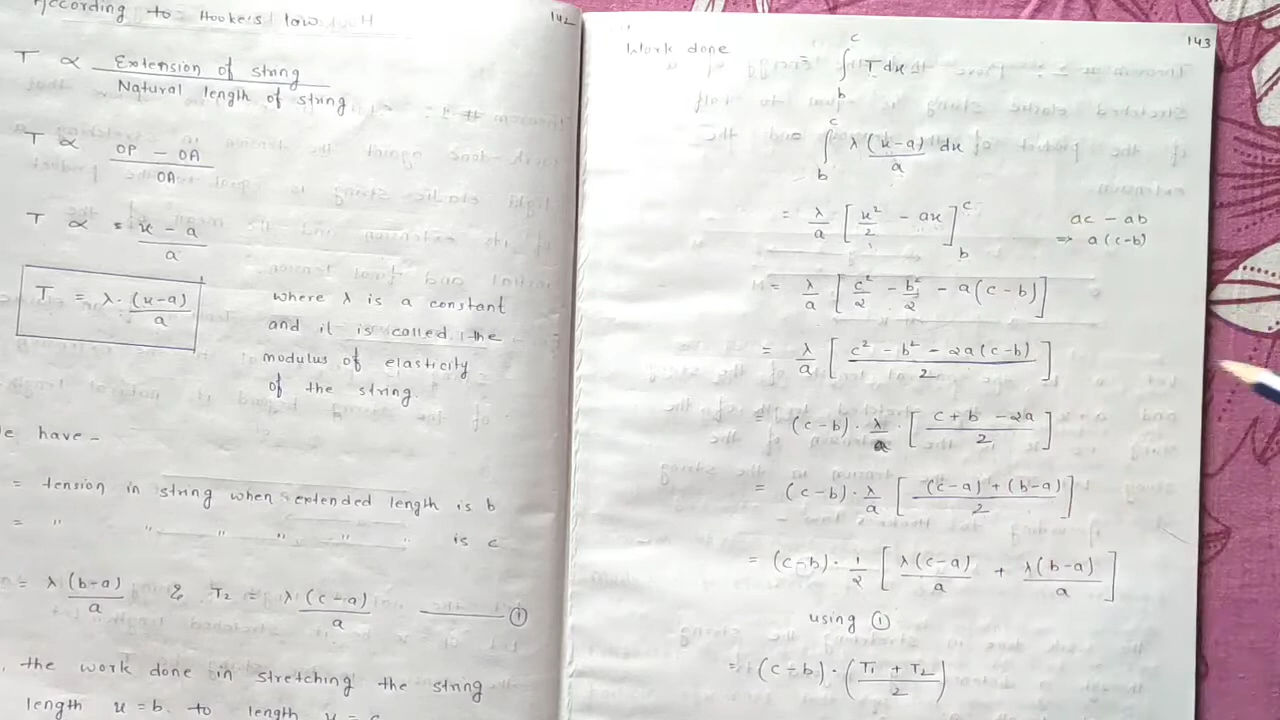 According to Hooke's law
142
T ∝ Extension of string / Natural length of string
T ∝ OP - OA / OA
T ∝ x - a / a
T = λ. (x-a) / a
where λ is a constant
and it is called the
modulus of elasticity
of the string.
have -
= tension in string when extended length is b
= " " " " " is c
= λ (b-a) / a & T₂ = λ (c-a) / a ——— ①
the work done in stretching the string
length x = b to length x = c
143
Work done
= ∫_b^c T dx
∫_b^c λ (x-a) / a dx
= λ/a [ x²/2 - ax ]_b^c
ac - ab
⇒ a (c-b)
= λ/a [ c²/2 - b²/2 - a(c-b) ]
= λ/a [ c² - b² - 2a(c-b) / 2 ]
= (c-b) . λ/a . [ c+b - 2a / 2 ]
= (c-b) . λ/a [ (c-a) + (b-a) / 2 ]
= (c-b) . 1/2 [ λ(c-a)/a + λ(b-a)/a ]
using ①
= (c-b) . ( T₁ + T₂ / 2 )